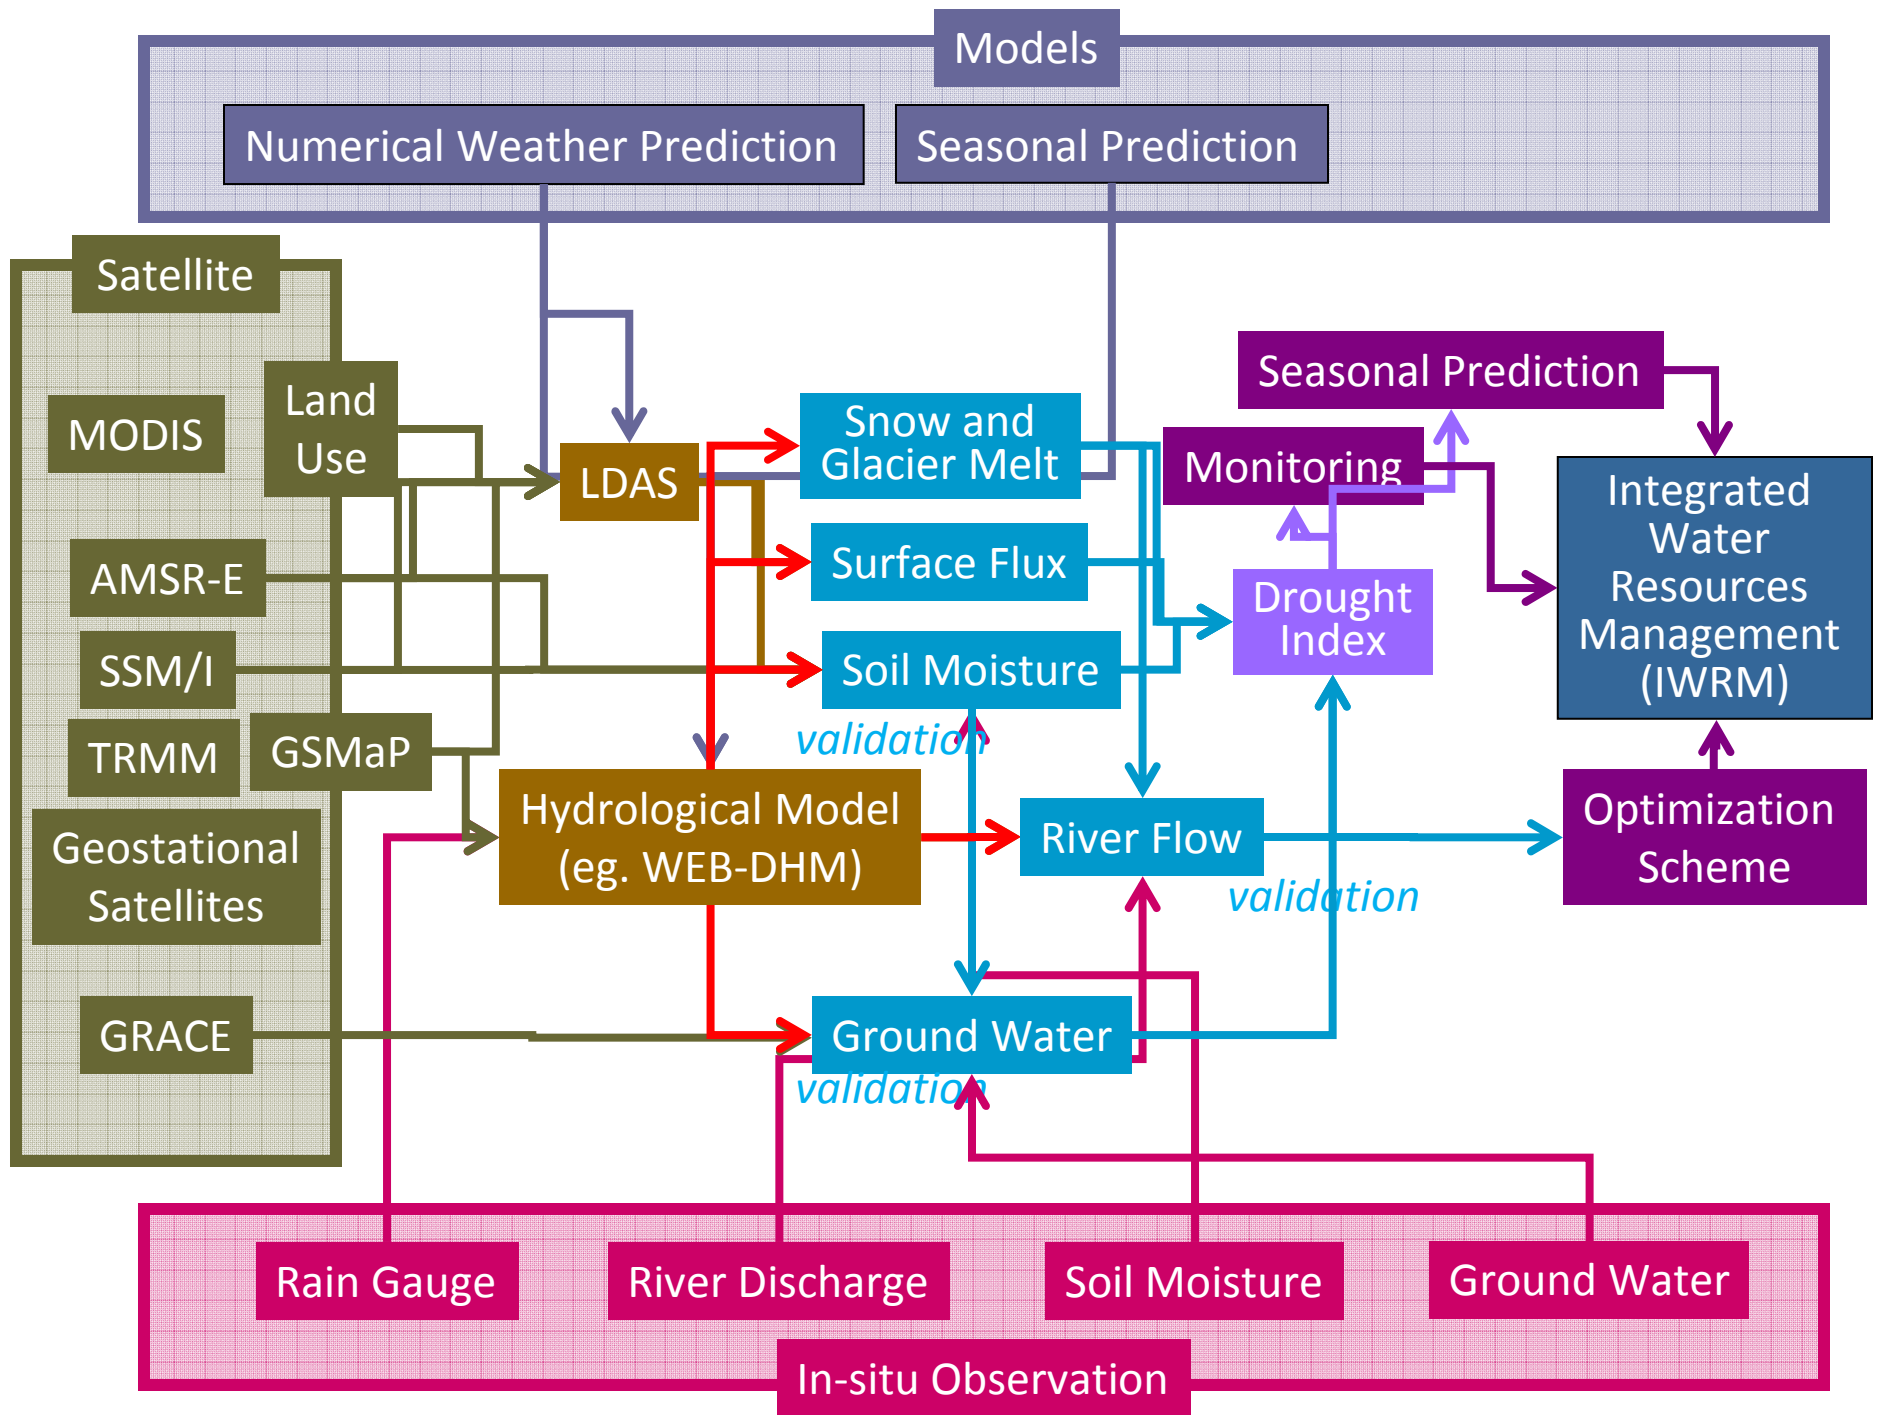 Models
Numerical Weather Prediction
Seasonal Prediction
Satellite
Land
Use
MODIS
AMSR-E
SSM/I
TRMM
GSMaP
Geostational
Satellites
GRACE
LDAS
Hydrological Model
(eg. WEB-DHM)
Snow and
Glacier Melt
Surface Flux
Soil Moisture
validation
River Flow
validation
Ground Water
validation
Seasonal Prediction
Monitoring
Drought
Index
Integrated
Water
Resources
Management
(IWRM)
Optimization
Scheme
Rain Gauge
River Discharge
Soil Moisture
Ground Water
In-situ Observation